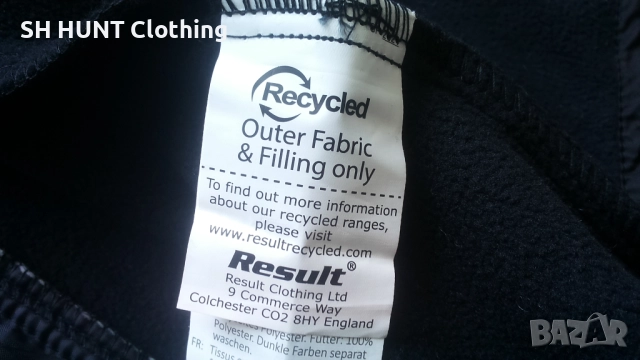 SH HUNT Clothing
Recycled
Outer Fabric
& Filling only
To find out more information
about our recycled ranges,
please visit
www.resultrecycled.com
Result®
Result Clothing Ltd
9 Commerce Way
Colchester CO2 8HY England
Polyester. Futter: 100%
Polyester. Dunkle Farben separat
waschen.
FR: Tissus
BAZAR